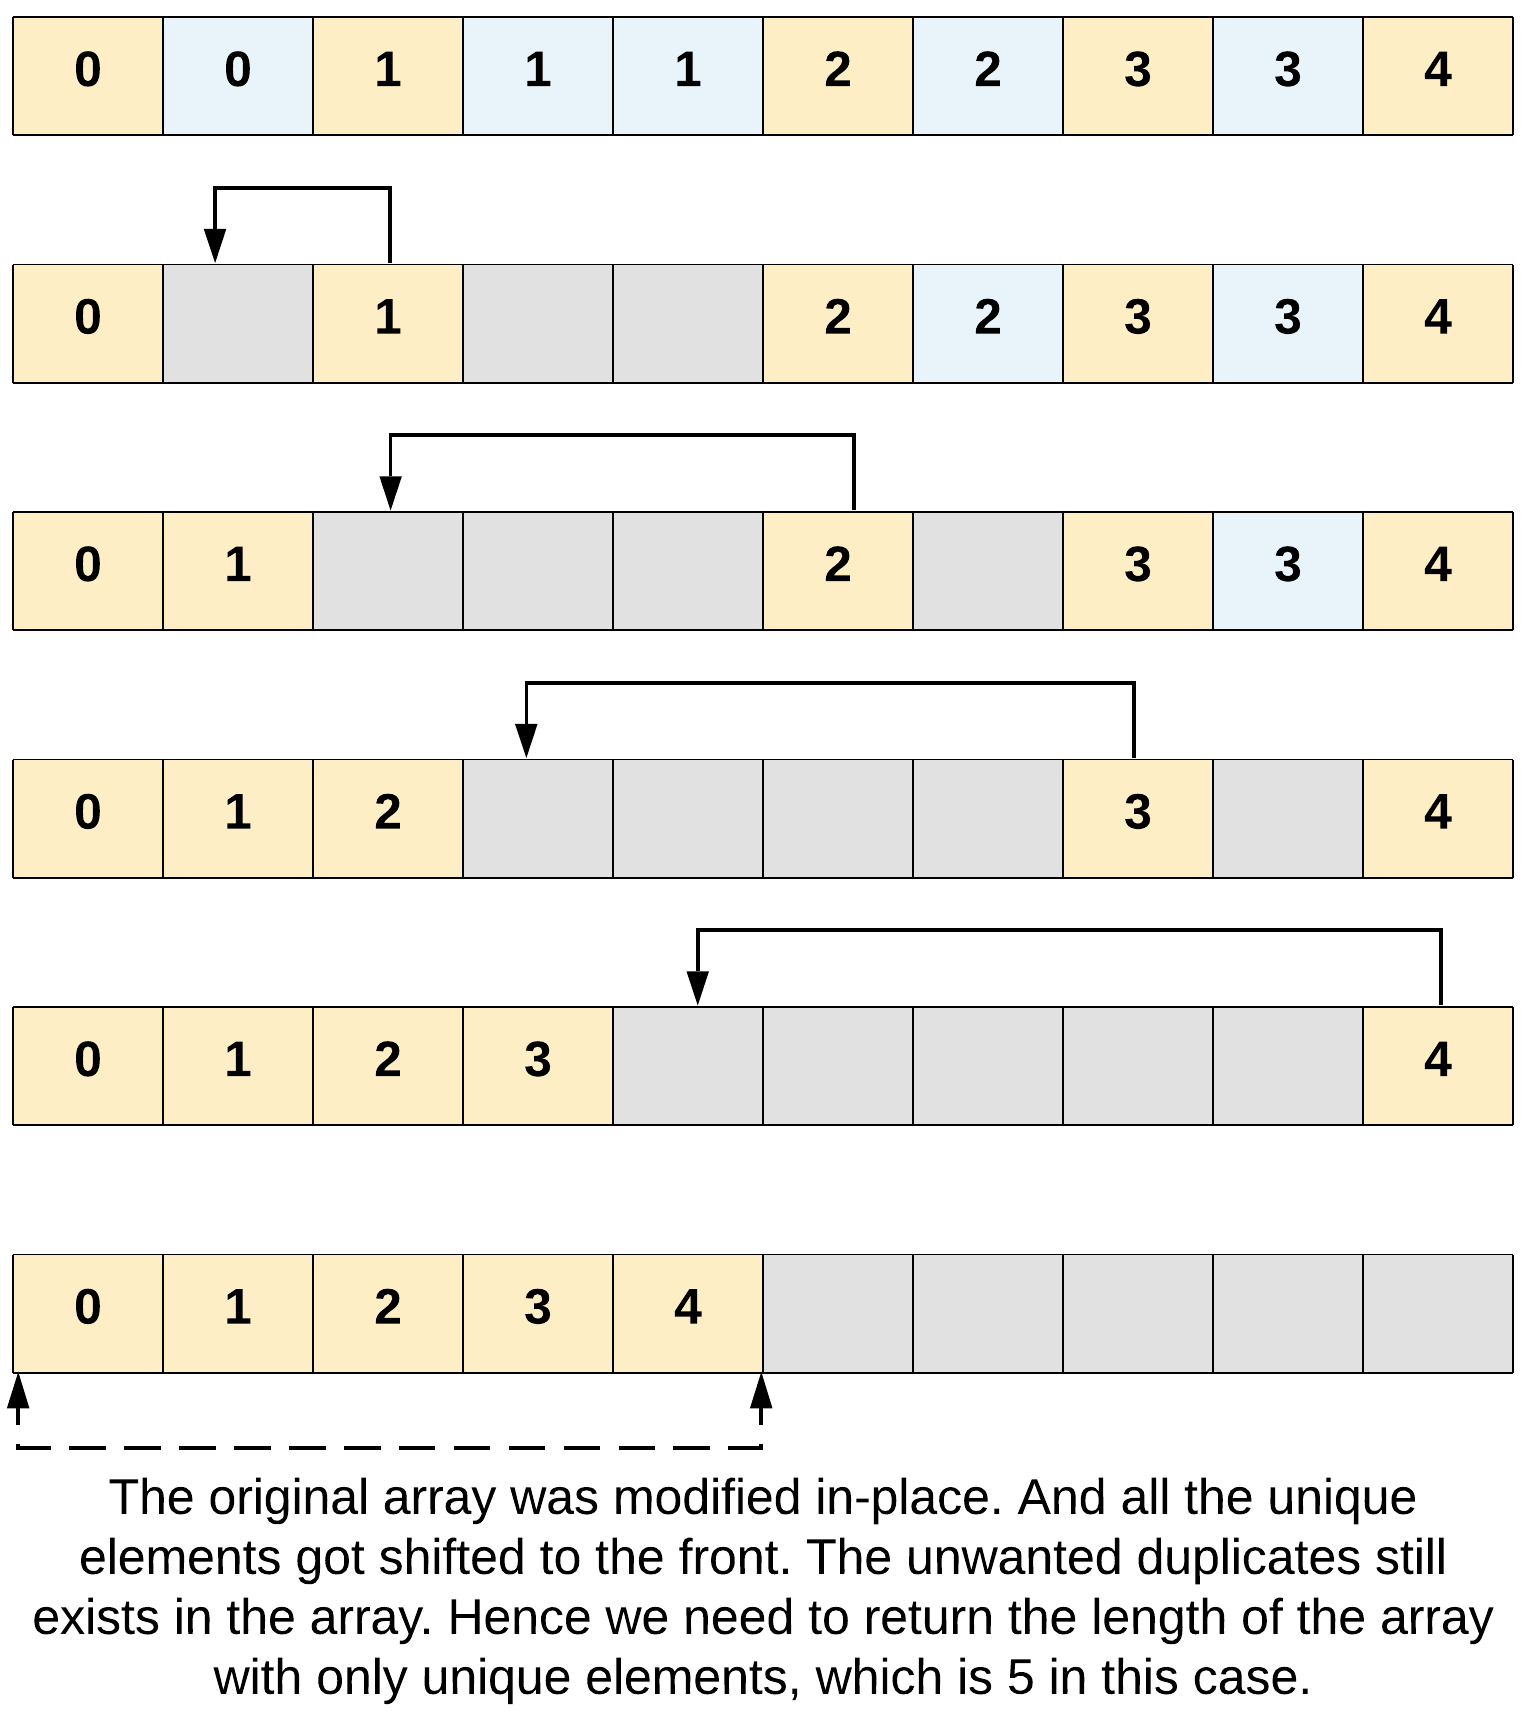 0 0 1 1 1 2 2 3 3 4
0 1 2 2 3 3 4
0 1 2 3 3 4
0 1 2 3 4
0 1 2 3 4
0 1 2 3 4
The original array was modified in-place. And all the unique
elements got shifted to the front. The unwanted duplicates still
exists in the array. Hence we need to return the length of the array
with only unique elements, which is 5 in this case.